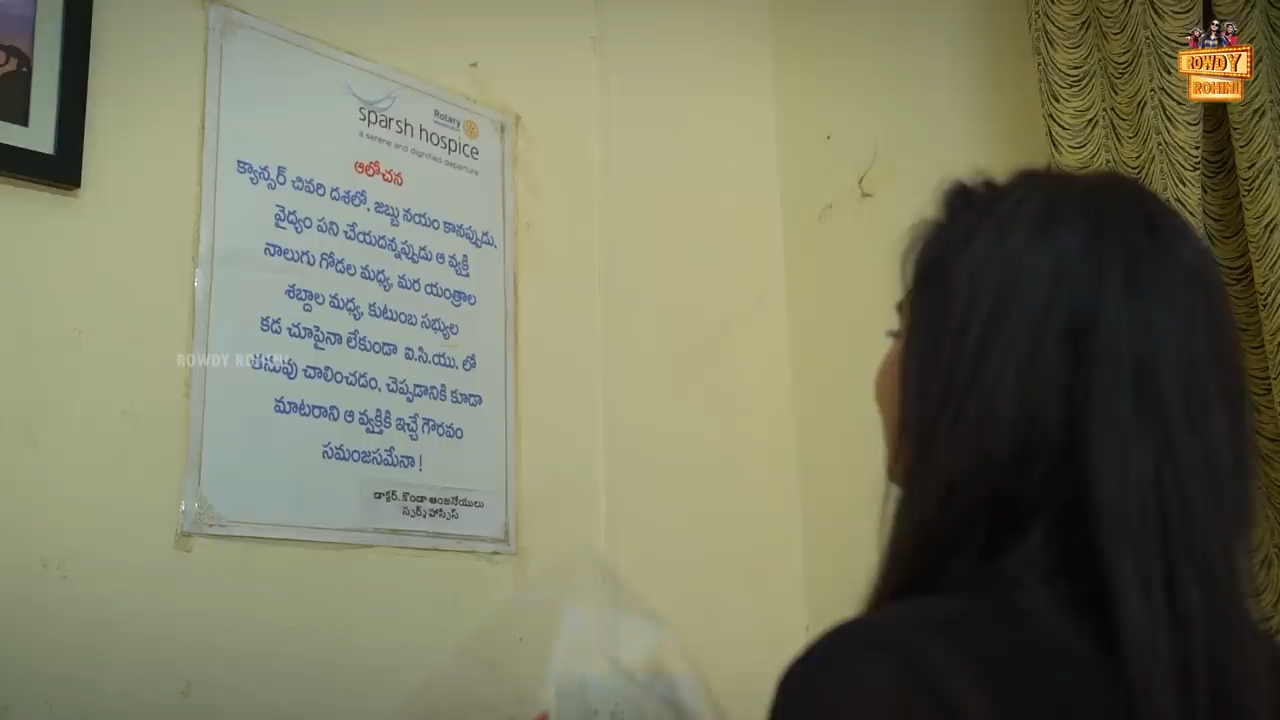 ROWDY
ROHINI
sparsh hospice
Rotary
a serene and dignified departure
ఆలోచన
క్యాన్సర్ చివరి దశలో, జబ్బు నయం కానప్పుడు,
వైద్యం పని చేయదన్నప్పుడు ఆ వ్యక్తి
నాలుగు గోడల మధ్య, మర యంత్రాల
శబ్దాల మధ్య, కుటుంబ సభ్యుల
కడ చూపైనా లేకుండా ఐ.సి.యు. లో
చాలించడం, చెప్పడానికి కూడా
మాటరాని ఆ వ్యక్తికి ఇచ్చే గౌరవం
సమంజసమేనా !
డాక్టర్. కొండా ఆంజనేయులు
స్పర్శ్ హాస్పిస్
ROWDY ROHINI